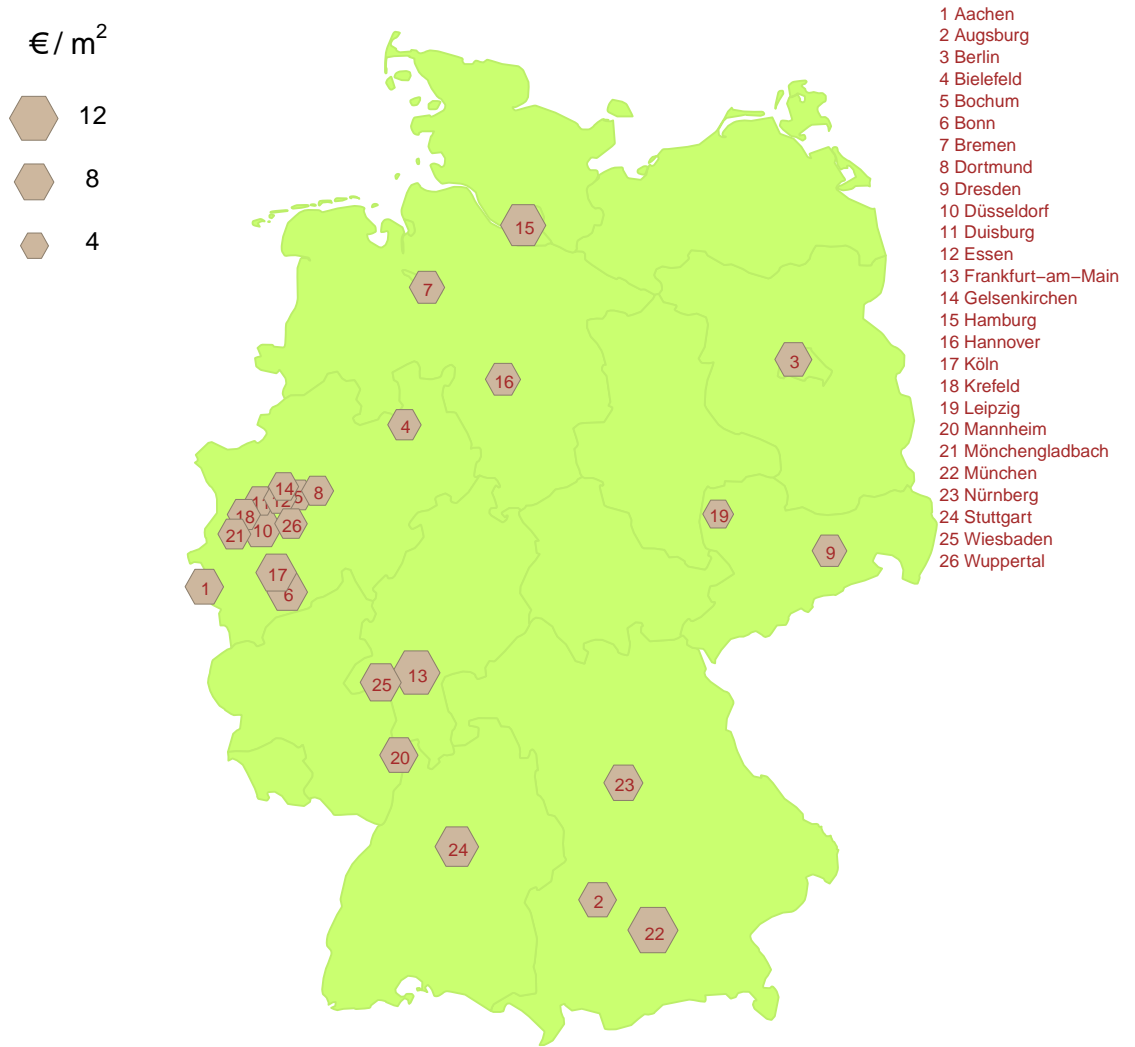 € / m²
12
8
4
1 Aachen
2 Augsburg
3 Berlin
4 Bielefeld
5 Bochum
6 Bonn
7 Bremen
8 Dortmund
9 Dresden
10 Düsseldorf
11 Duisburg
12 Essen
13 Frankfurt−am−Main
14 Gelsenkirchen
15 Hamburg
16 Hannover
17 Köln
18 Krefeld
19 Leipzig
20 Mannheim
21 Mönchengladbach
22 München
23 Nürnberg
24 Stuttgart
25 Wiesbaden
26 Wuppertal
15
7
3
16
4
14
8
11
12
5
18
26
21
10
19
9
17
1
6
13
25
20
23
24
2
22